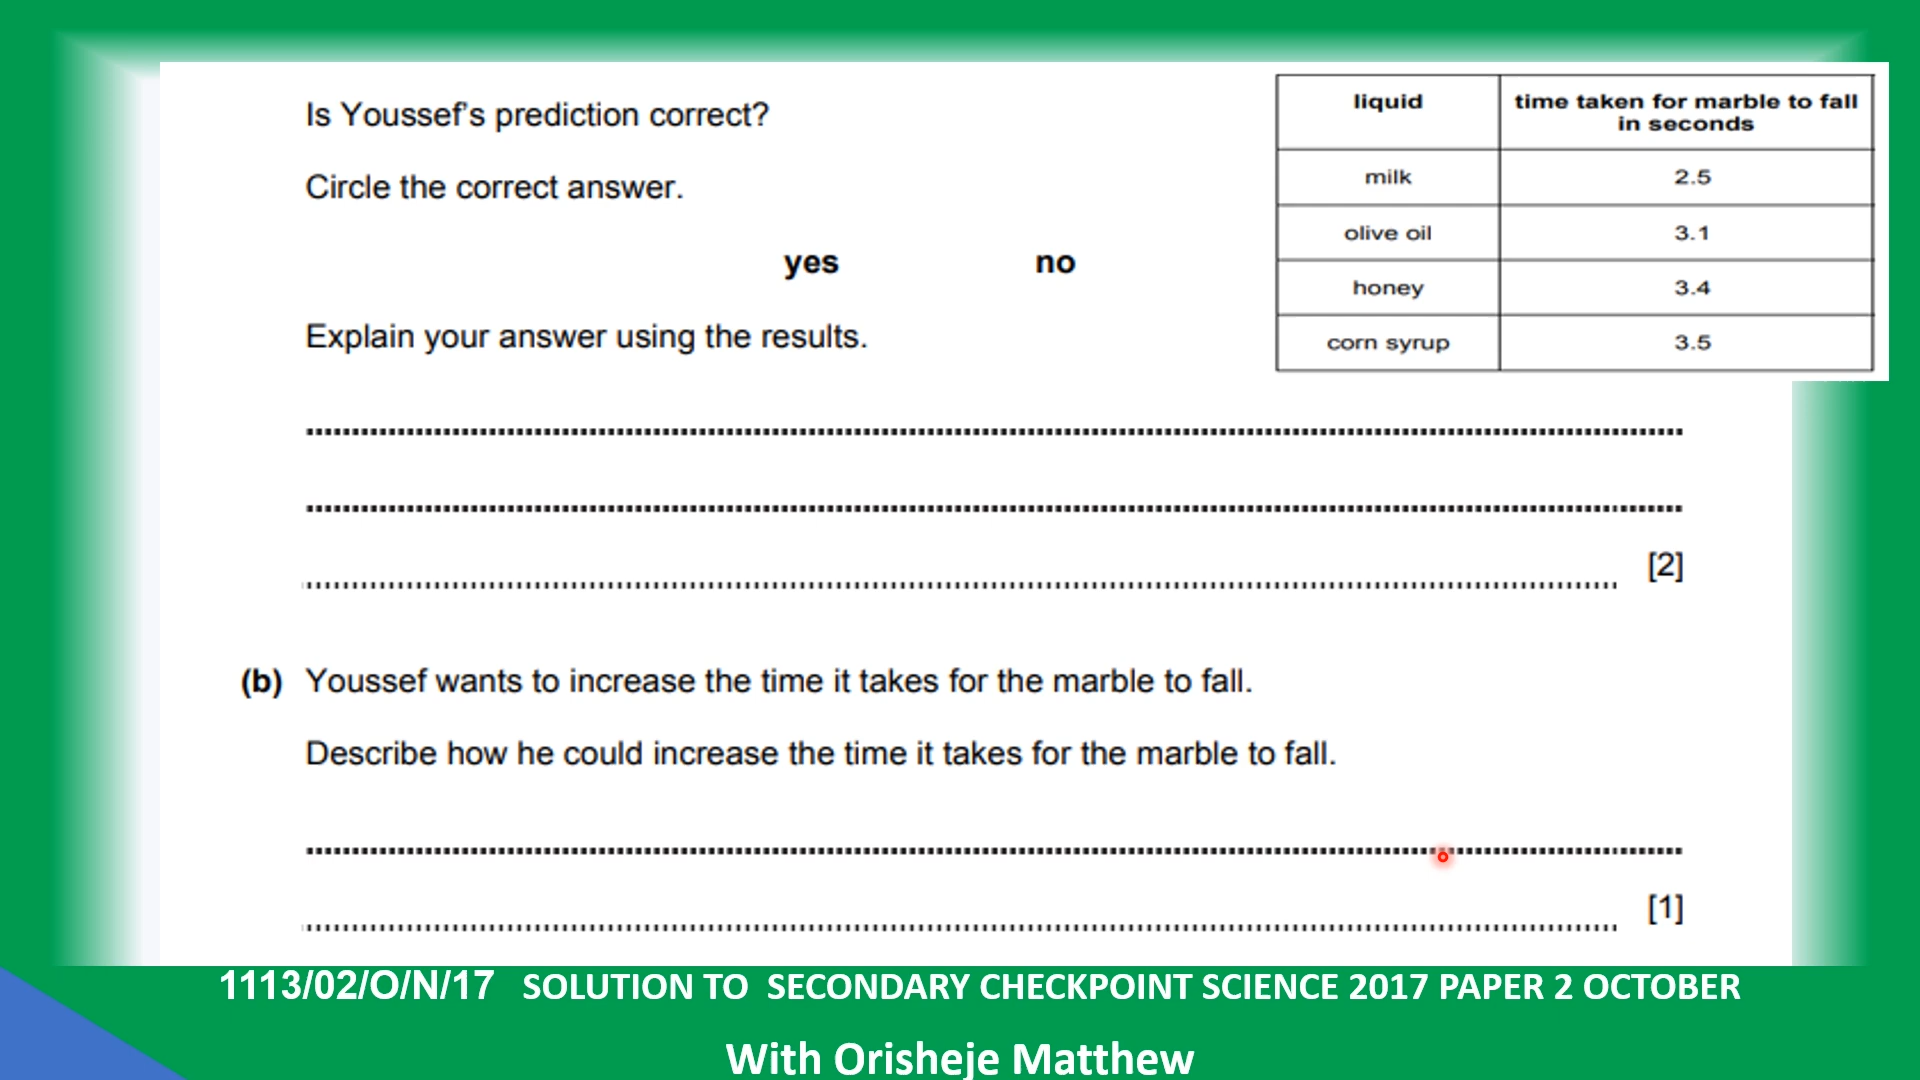 Is Youssef's prediction correct?
Circle the correct answer.
yes no
Explain your answer using the results.
liquid time taken for marble to fall
in seconds
milk 2.5
olive oil 3.1
honey 3.4
corn syrup 3.5
[2]
(b) Youssef wants to increase the time it takes for the marble to fall.
Describe how he could increase the time it takes for the marble to fall.
[1]
1113/02/O/N/17 SOLUTION TO SECONDARY CHECKPOINT SCIENCE 2017 PAPER 2 OCTOBER
With Orisheje Matthew